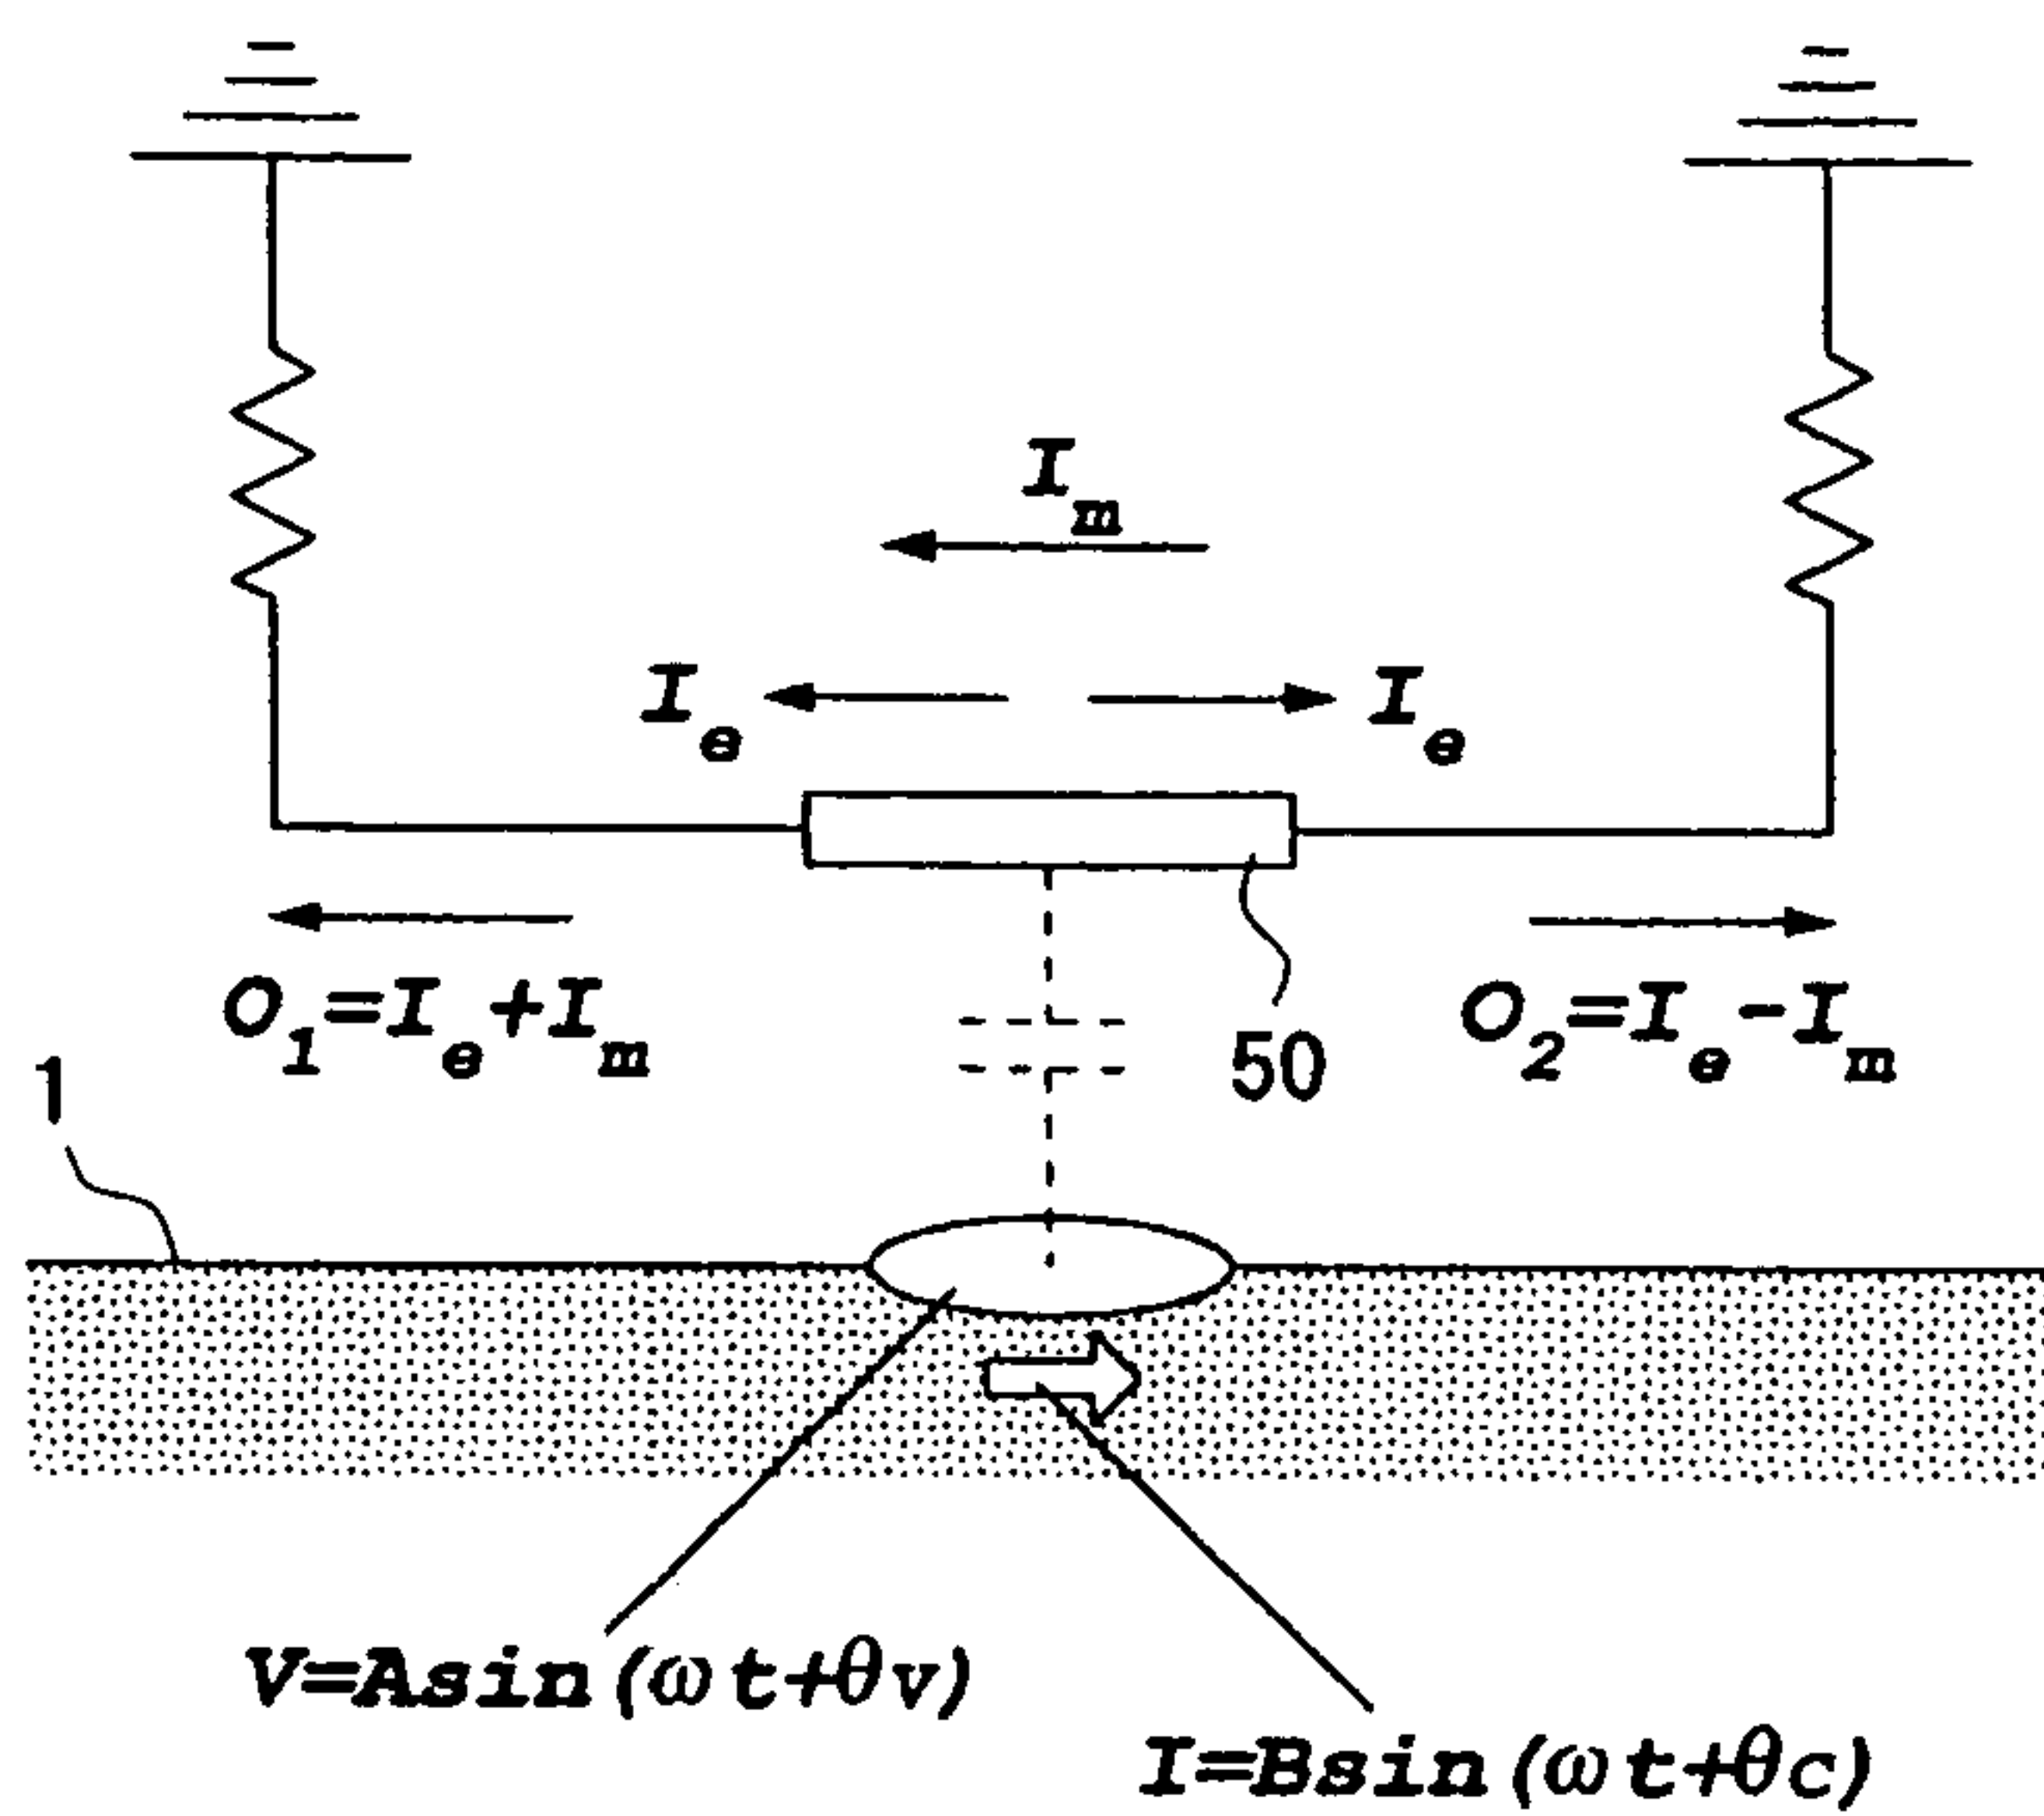 I_m
I_e I_e
O_1=I_e+I_m
O_2=I_e-I_m
1
50
V=Asin(ωt+θv)
I=Bsin(ωt+θc)